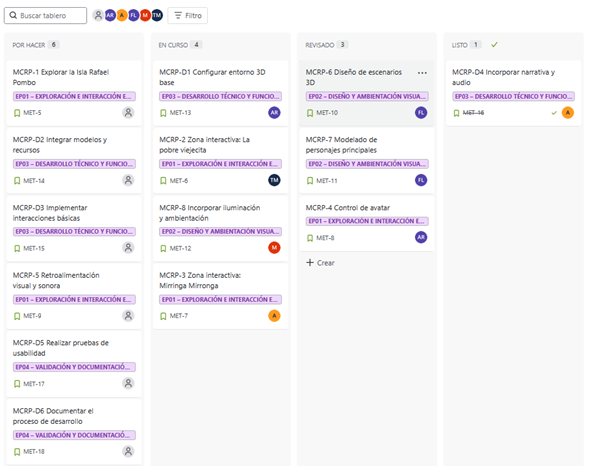 Buscar tablero
AR A FL M TM
Filtro
POR HACER 6
MCRP-1 Explorar la Isla Rafael
Pombo
EP01 – EXPLORACIÓN E INTERACCIÓN E...
MET-5
MCRP-D2 Integrar modelos y
recursos
EP03 – DESARROLLO TÉCNICO Y FUNCIO...
MET-14
MCRP-D3 Implementar
interacciones básicas
EP03 – DESARROLLO TÉCNICO Y FUNCIO...
MET-15
MCRP-5 Retroalimentación
visual y sonora
EP01 – EXPLORACIÓN E INTERACCIÓN E...
MET-9
MCRP-D5 Realizar pruebas de
usabilidad
EP04 – VALIDACIÓN Y DOCUMENTACIÓ...
MET-17
MCRP-D6 Documentar el
proceso de desarrollo
EP04 – VALIDACIÓN Y DOCUMENTACIÓ...
MET-18
EN CURSO 4
MCRP-D1 Configurar entorno 3D
base
EP03 – DESARROLLO TÉCNICO Y FUNCIO...
MET-13 AR
MCRP-2 Zona interactiva: La
pobre viejecita
EP01 – EXPLORACIÓN E INTERACCIÓN E...
MET-6 TM
MCRP-8 Incorporar iluminación
y ambientación
EP02 – DISEÑO Y AMBIENTACIÓN VISUA...
MET-12 M
MCRP-3 Zona interactiva:
Mirringa Mirronga
EP01 – EXPLORACIÓN E INTERACCIÓN E...
MET-7 A
REVISADO 3
MCRP-6 Diseño de escenarios
3D
EP02 – DISEÑO Y AMBIENTACIÓN VISUA...
MET-10 FL
MCRP-7 Modelado de
personajes principales
EP02 – DISEÑO Y AMBIENTACIÓN VISUA...
MET-11 FL
MCRP-4 Control de avatar
EP01 – EXPLORACIÓN E INTERACCIÓN E...
MET-8 AR
+ Crear
LISTO 1
MCRP-D4 Incorporar narrativa y
audio
EP03 – DESARROLLO TÉCNICO Y FUNCIO...
MET-16 A